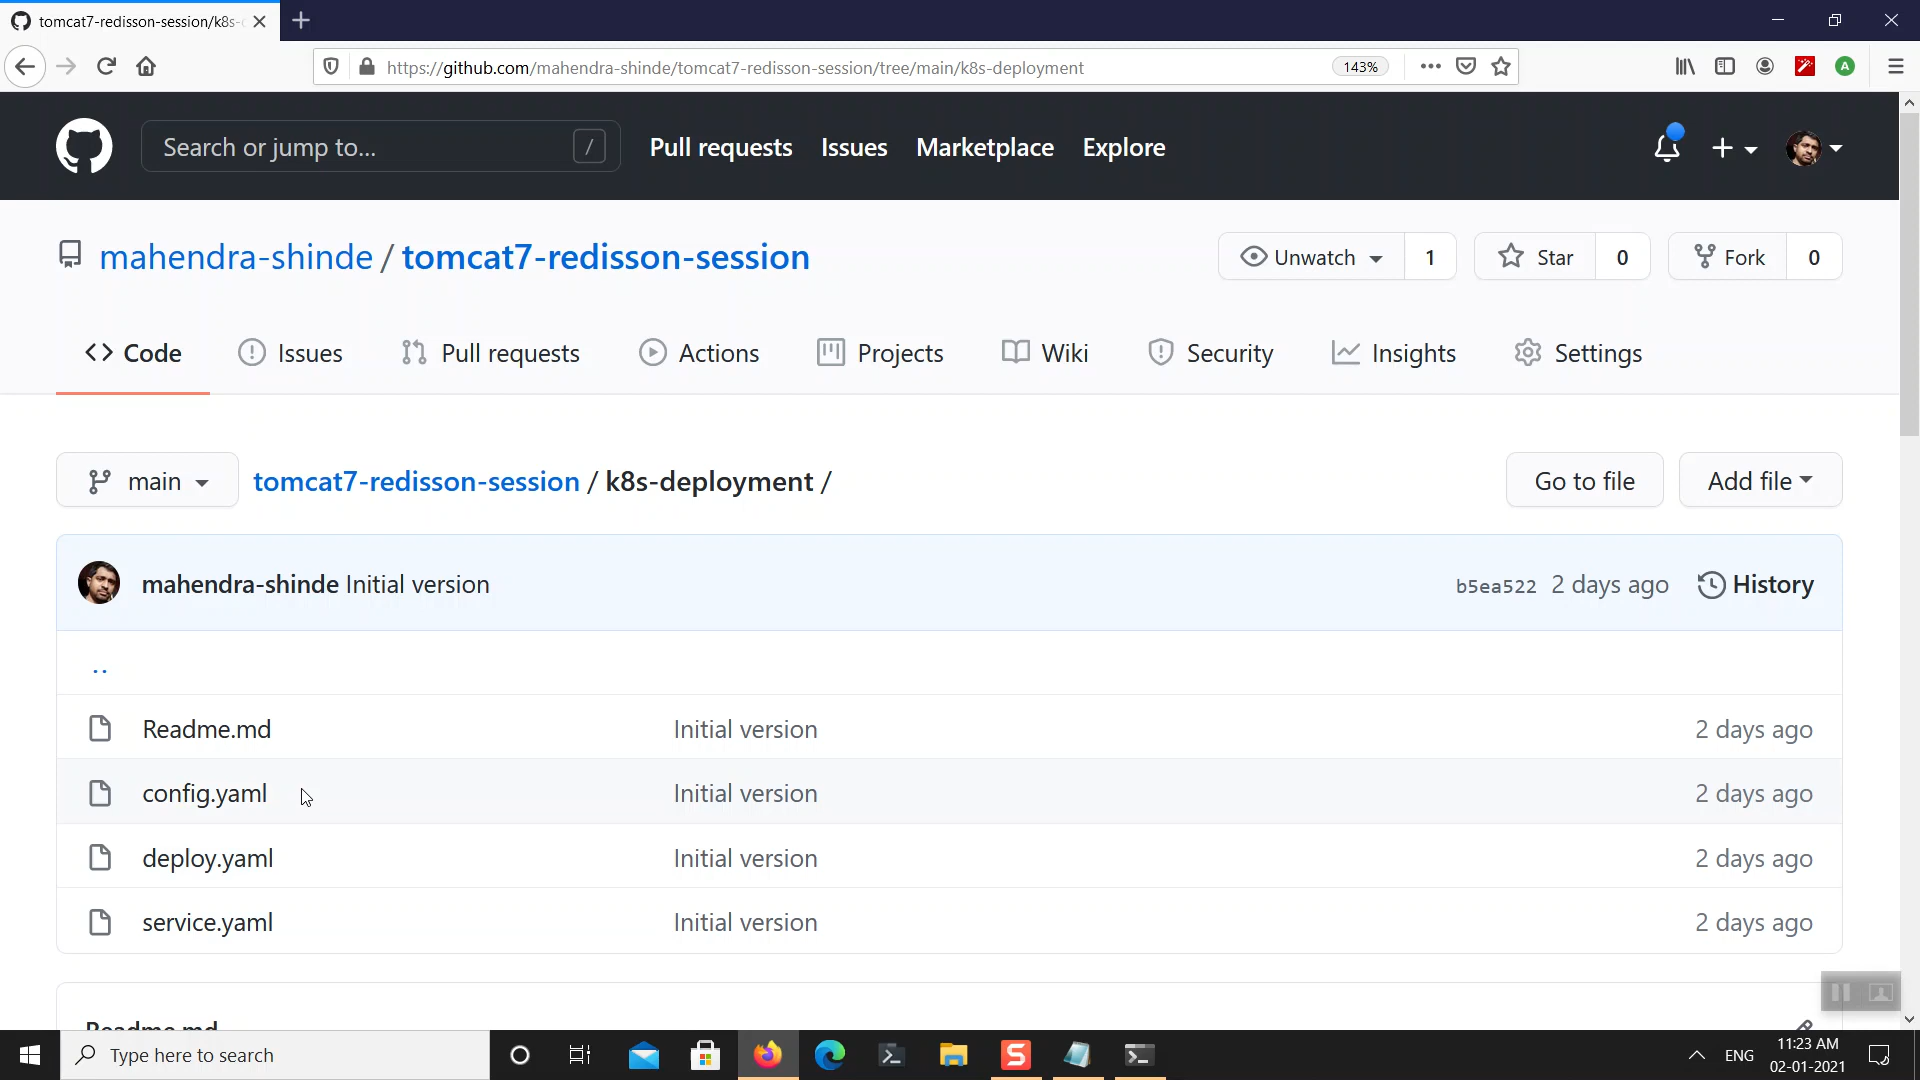 tomcat7-redisson-session/k8s-
https://github.com/mahendra-shinde/tomcat7-redisson-session/tree/main/k8s-deployment 143% A
Search or jump to... / Pull requests Issues Marketplace Explore
mahendra-shinde / tomcat7-redisson-session Unwatch 1 Star 0 Fork 0
Code Issues Pull requests Actions Projects Wiki Security Insights Settings
main tomcat7-redisson-session / k8s-deployment / Go to file Add file
mahendra-shinde Initial version b5ea522 2 days ago History
..
Readme.md Initial version 2 days ago
config.yaml Initial version 2 days ago
deploy.yaml Initial version 2 days ago
service.yaml Initial version 2 days ago
Readme.md
Type here to search S ENG 11:23 AM
02-01-2021